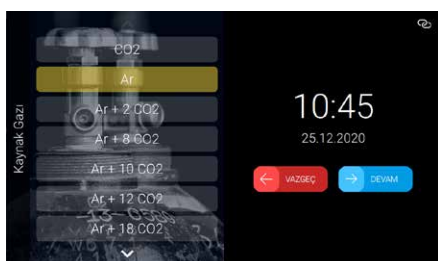 Kaynak Gazı
CO2
Ar
Ar + 2 CO2
Ar + 8 CO2
Ar + 10 CO2
Ar + 12 CO2
Ar + 18 CO2
10:45
25.12.2020
VAZGEÇ
DEVAM